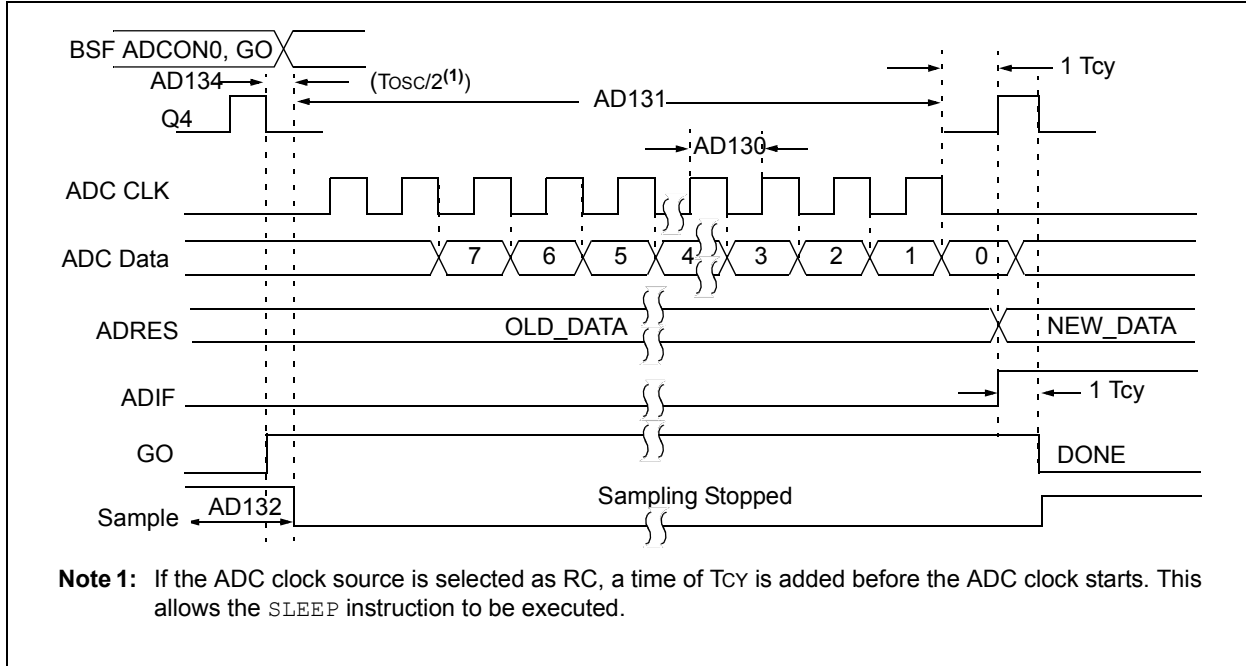 BSF ADCON0, GO
AD134 (TOSC/2(1)) 1 TCY
AD131
Q4
AD130
ADC CLK
ADC Data 7 6 5 4 3 2 1 0
ADRES OLD_DATA NEW_DATA
ADIF 1 TCY
GO DONE
Sample AD132 Sampling Stopped
Note 1: If the ADC clock source is selected as RC, a time of TCY is added before the ADC clock starts. This
allows the SLEEP instruction to be executed.